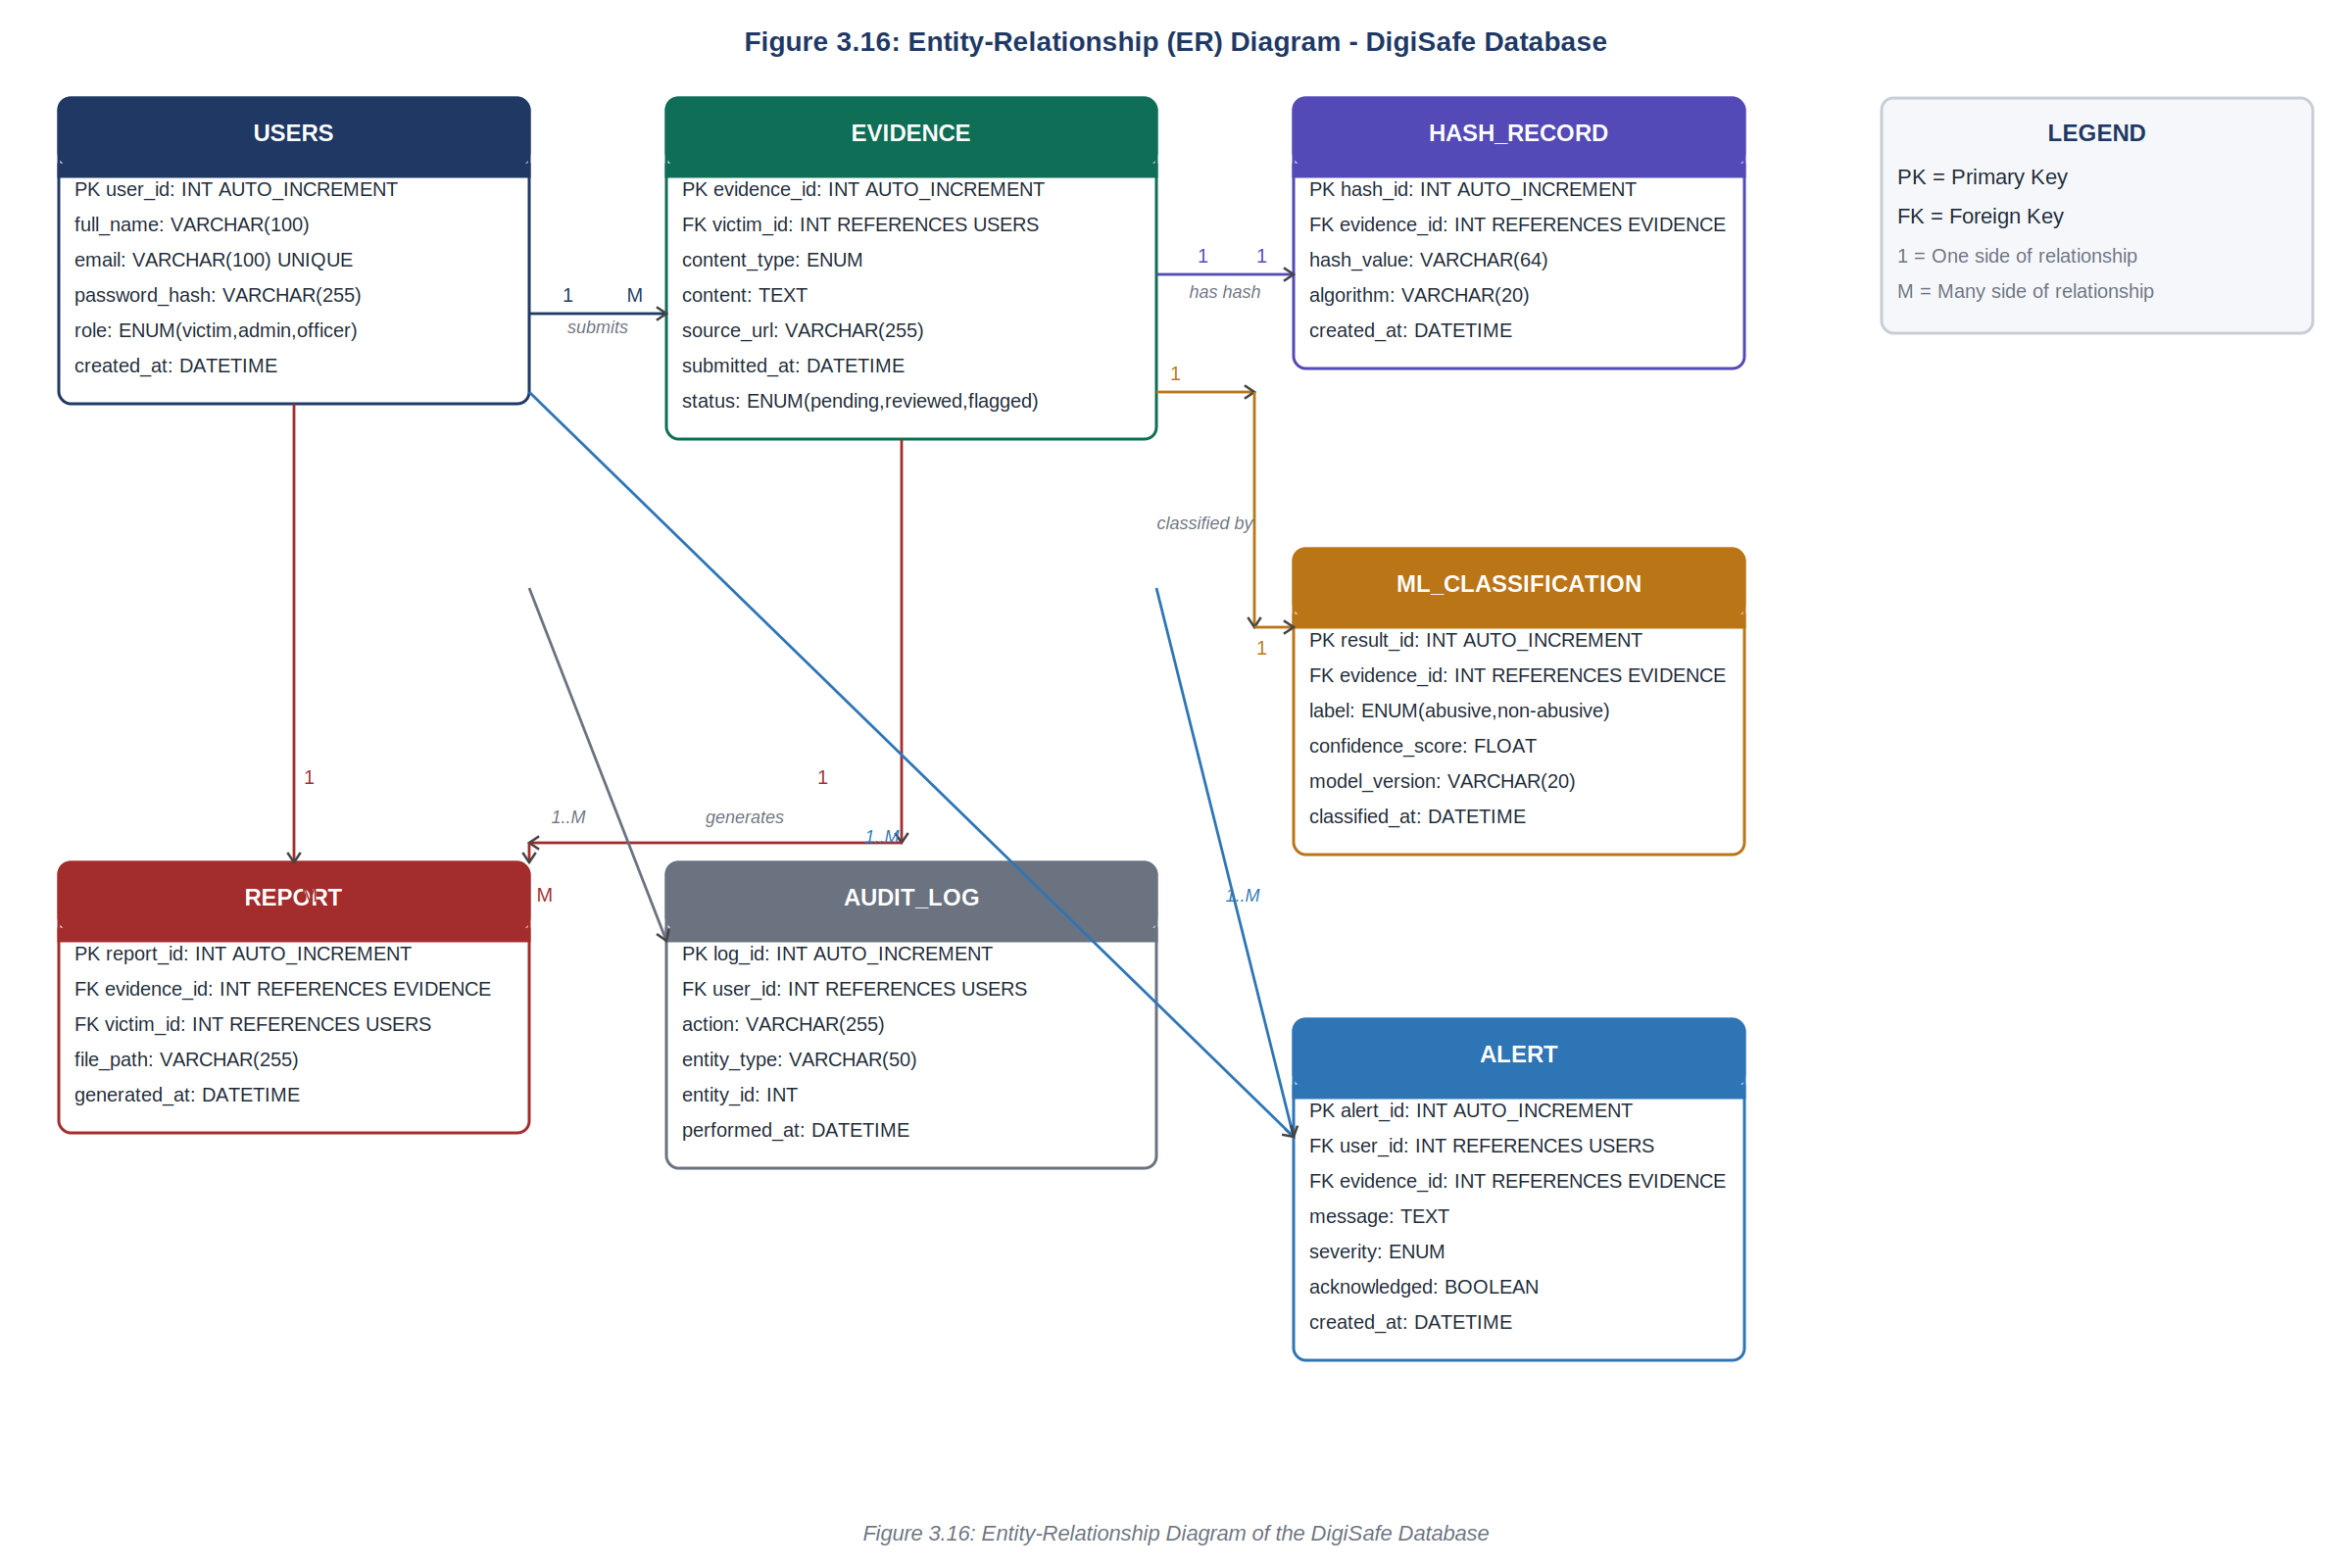 Figure 3.16: Entity-Relationship (ER) Diagram - DigiSafe Database
USERS
PK user_id: INT AUTO_INCREMENT
full_name: VARCHAR(100)
email: VARCHAR(100) UNIQUE
password_hash: VARCHAR(255)
role: ENUM(victim,admin,officer)
created_at: DATETIME
1
M
submits
EVIDENCE
PK evidence_id: INT AUTO_INCREMENT
FK victim_id: INT REFERENCES USERS
content_type: ENUM
content: TEXT
source_url: VARCHAR(255)
submitted_at: DATETIME
status: ENUM(pending,reviewed,flagged)
1
1
has hash
HASH_RECORD
PK hash_id: INT AUTO_INCREMENT
FK evidence_id: INT REFERENCES EVIDENCE
hash_value: VARCHAR(64)
algorithm: VARCHAR(20)
created_at: DATETIME
LEGEND
PK = Primary Key
FK = Foreign Key
1 = One side of relationship
M = Many side of relationship
1
classified by
1
ML_CLASSIFICATION
PK result_id: INT AUTO_INCREMENT
FK evidence_id: INT REFERENCES EVIDENCE
label: ENUM(abusive,non-abusive)
confidence_score: FLOAT
model_version: VARCHAR(20)
classified_at: DATETIME
1
1
1..M
generates
1..M
REPORT
M
PK report_id: INT AUTO_INCREMENT
FK evidence_id: INT REFERENCES EVIDENCE
FK victim_id: INT REFERENCES USERS
file_path: VARCHAR(255)
generated_at: DATETIME
AUDIT_LOG
PK log_id: INT AUTO_INCREMENT
FK user_id: INT REFERENCES USERS
action: VARCHAR(255)
entity_type: VARCHAR(50)
entity_id: INT
performed_at: DATETIME
1..M
ALERT
PK alert_id: INT AUTO_INCREMENT
FK user_id: INT REFERENCES USERS
FK evidence_id: INT REFERENCES EVIDENCE
message: TEXT
severity: ENUM
acknowledged: BOOLEAN
created_at: DATETIME
Figure 3.16: Entity-Relationship Diagram of the DigiSafe Database